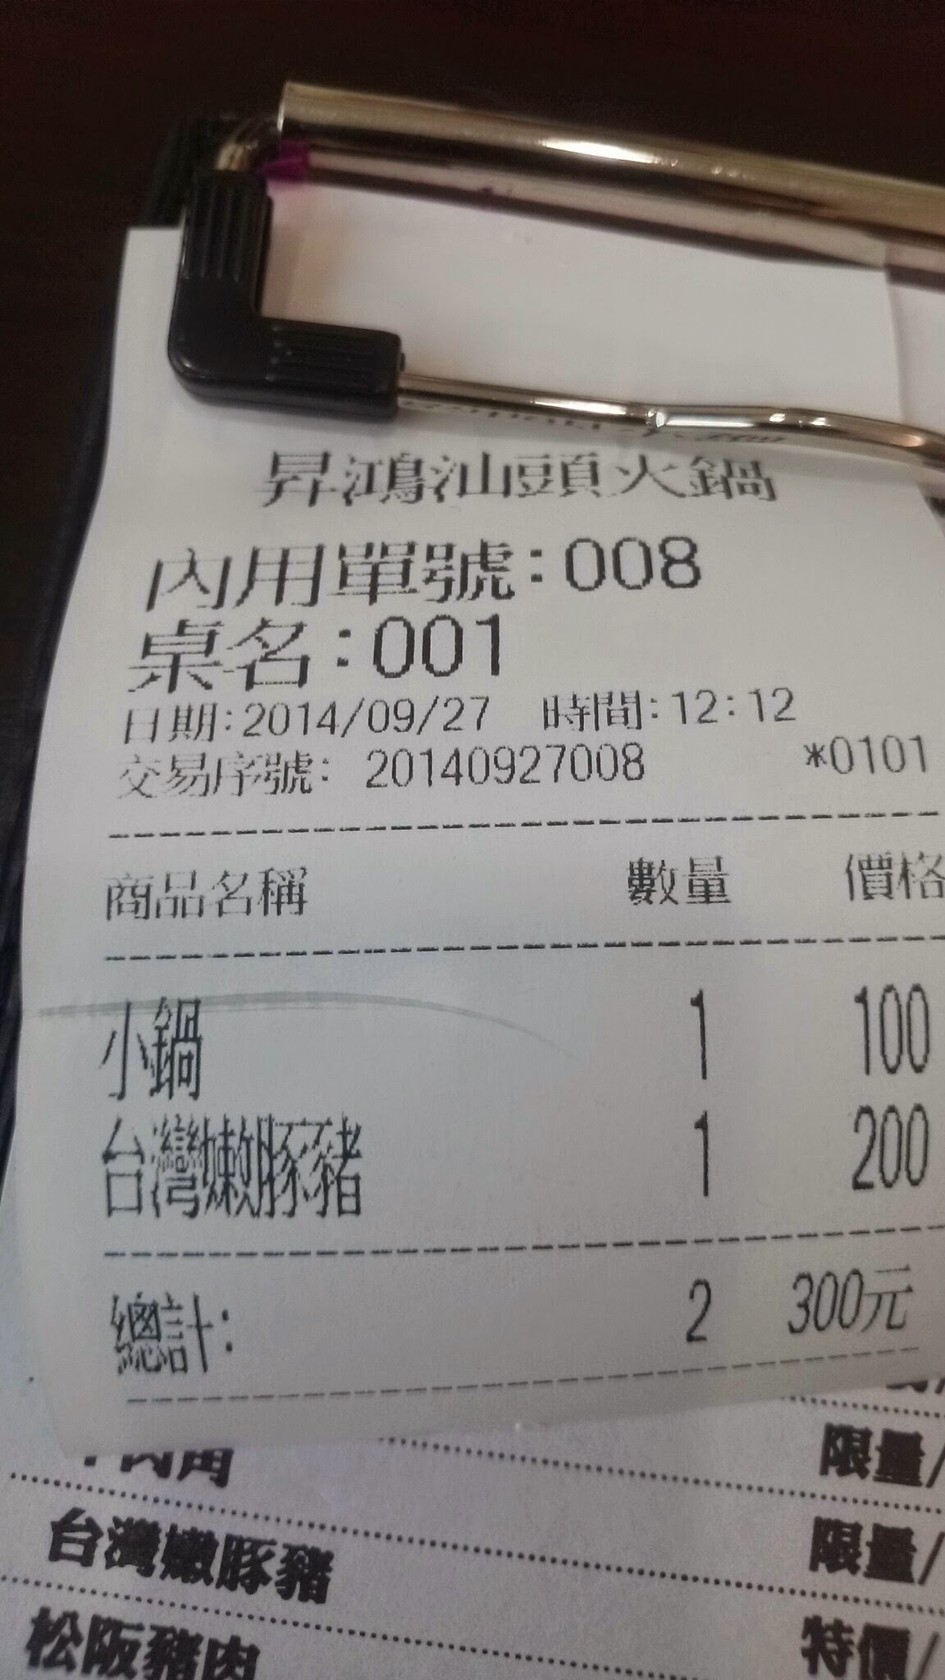 昇鴻汕頭火鍋
內用單號:008
桌名:001
日期:2014/09/27 時間:12:12
交易序號: 20140927008 *0101
商品名稱 數量 價格
小鍋 1 100
台灣嫩豚豬 1 200
總計: 2 300元
限量/
台灣嫩豚豬 限量/
松阪豬肉 特價/